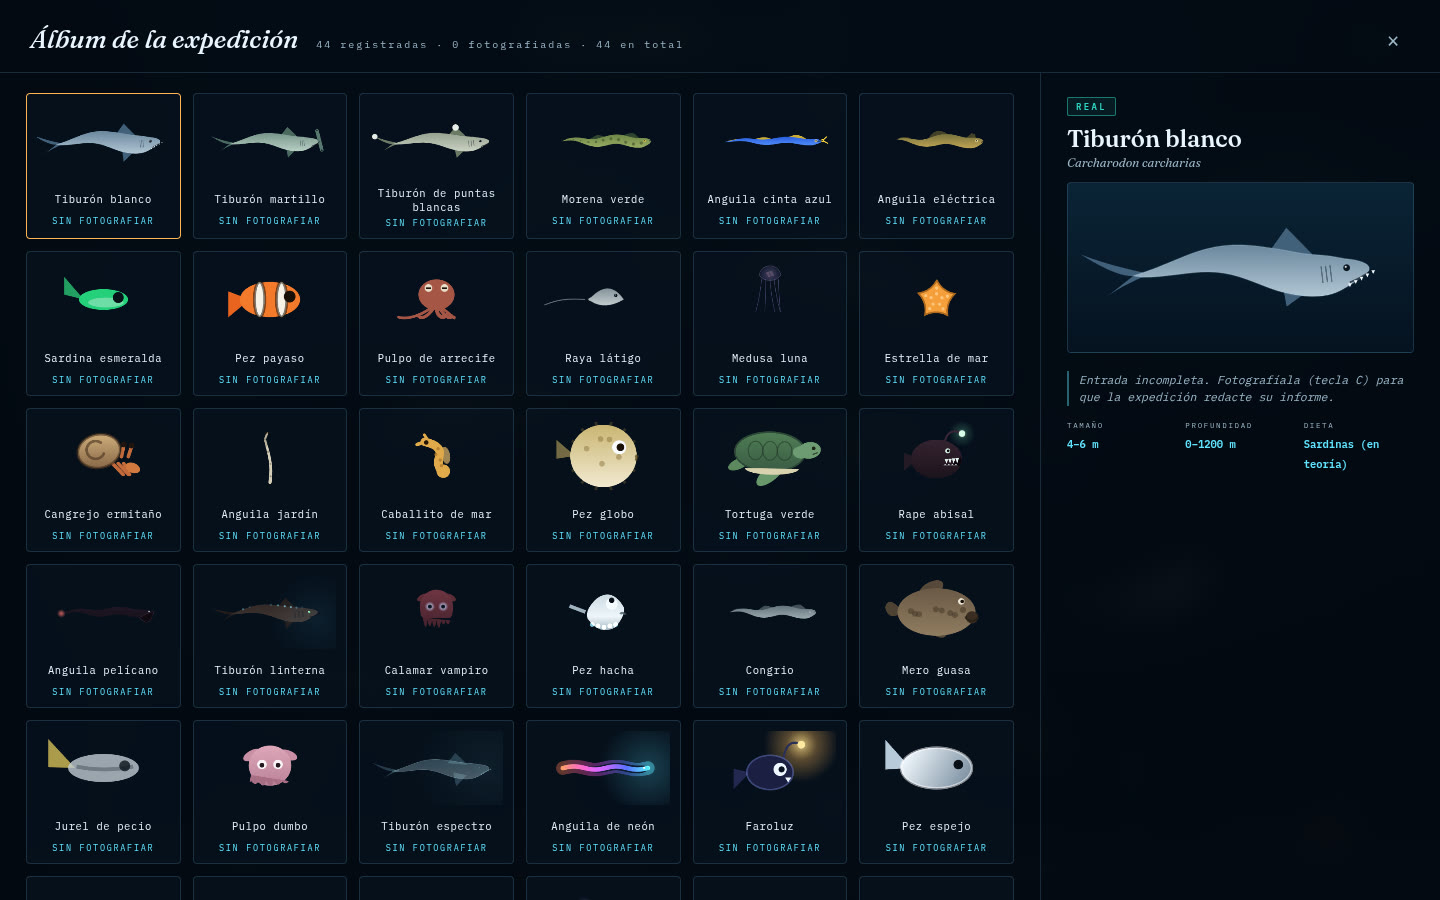 Álbum de la expedición
44 registradas · 0 fotografiadas · 44 en total
×
Tiburón blanco
SIN FOTOGRAFIAR
Tiburón martillo
SIN FOTOGRAFIAR
Tiburón de puntas
blancas
SIN FOTOGRAFIAR
Morena verde
SIN FOTOGRAFIAR
Anguila cinta azul
SIN FOTOGRAFIAR
Anguila eléctrica
SIN FOTOGRAFIAR
Sardina esmeralda
SIN FOTOGRAFIAR
Pez payaso
SIN FOTOGRAFIAR
Pulpo de arrecife
SIN FOTOGRAFIAR
Raya látigo
SIN FOTOGRAFIAR
Medusa luna
SIN FOTOGRAFIAR
Estrella de mar
SIN FOTOGRAFIAR
Cangrejo ermitaño
SIN FOTOGRAFIAR
Anguila jardín
SIN FOTOGRAFIAR
Caballito de mar
SIN FOTOGRAFIAR
Pez globo
SIN FOTOGRAFIAR
Tortuga verde
SIN FOTOGRAFIAR
Rape abisal
SIN FOTOGRAFIAR
Anguila pelícano
SIN FOTOGRAFIAR
Tiburón linterna
SIN FOTOGRAFIAR
Calamar vampiro
SIN FOTOGRAFIAR
Pez hacha
SIN FOTOGRAFIAR
Congrio
SIN FOTOGRAFIAR
Mero guasa
SIN FOTOGRAFIAR
Jurel de pecio
SIN FOTOGRAFIAR
Pulpo dumbo
SIN FOTOGRAFIAR
Tiburón espectro
SIN FOTOGRAFIAR
Anguila de neón
SIN FOTOGRAFIAR
Faroluz
SIN FOTOGRAFIAR
Pez espejo
SIN FOTOGRAFIAR
REAL
Tiburón blanco
Carcharodon carcharias
Entrada incompleta. Fotografíala (tecla C) para
que la expedición redacte su informe.
TAMAÑO
4–6 m
PROFUNDIDAD
0–1200 m
DIETA
Sardinas (en
teoría)